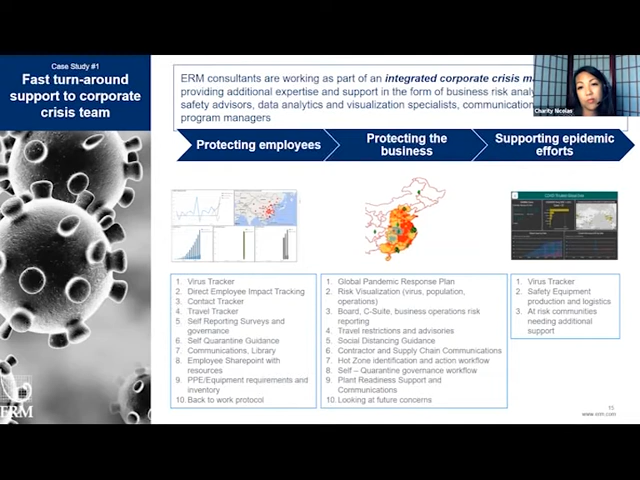 Case Study #1
Fast turn-around
support to corporate
crisis team
ERM consultants are working as part of an integrated corporate crisis
providing additional expertise and support in the form of business risk
safety advisors, data analytics and visualization specialists,
program managers
Charity Nicolas
Protecting employees
Protecting the
business
Supporting epidemic
efforts
1. Virus Tracker
2. Direct Employee Impact Tracking
3. Contact Tracker
4. Travel Tracker
5. Self Reporting Surveys and
governance
6. Self Quarantine Guidance
7. Communications, Library
8. Employee Sharepoint with
resources
9. PPE/Equipment requirements and
inventory
10. Back to work protocol
1. Global Pandemic Response Plan
2. Risk Visualization (virus, population,
operations)
3. Board, C-Suite, business operations risk
reporting
4. Travel restrictions and advisories
5. Social Distancing Guidance
6. Contractor and Supply Chain Communications
7. Hot Zone identification and action workflow
8. Self – Quarantine governance workflow
9. Plant Readiness Support and
Communications
10. Looking at future concerns
1. Virus Tracker
2. Safety Equipment
production and logistics
3. At risk communities
needing additional
support
ERM
15
www.erm.com